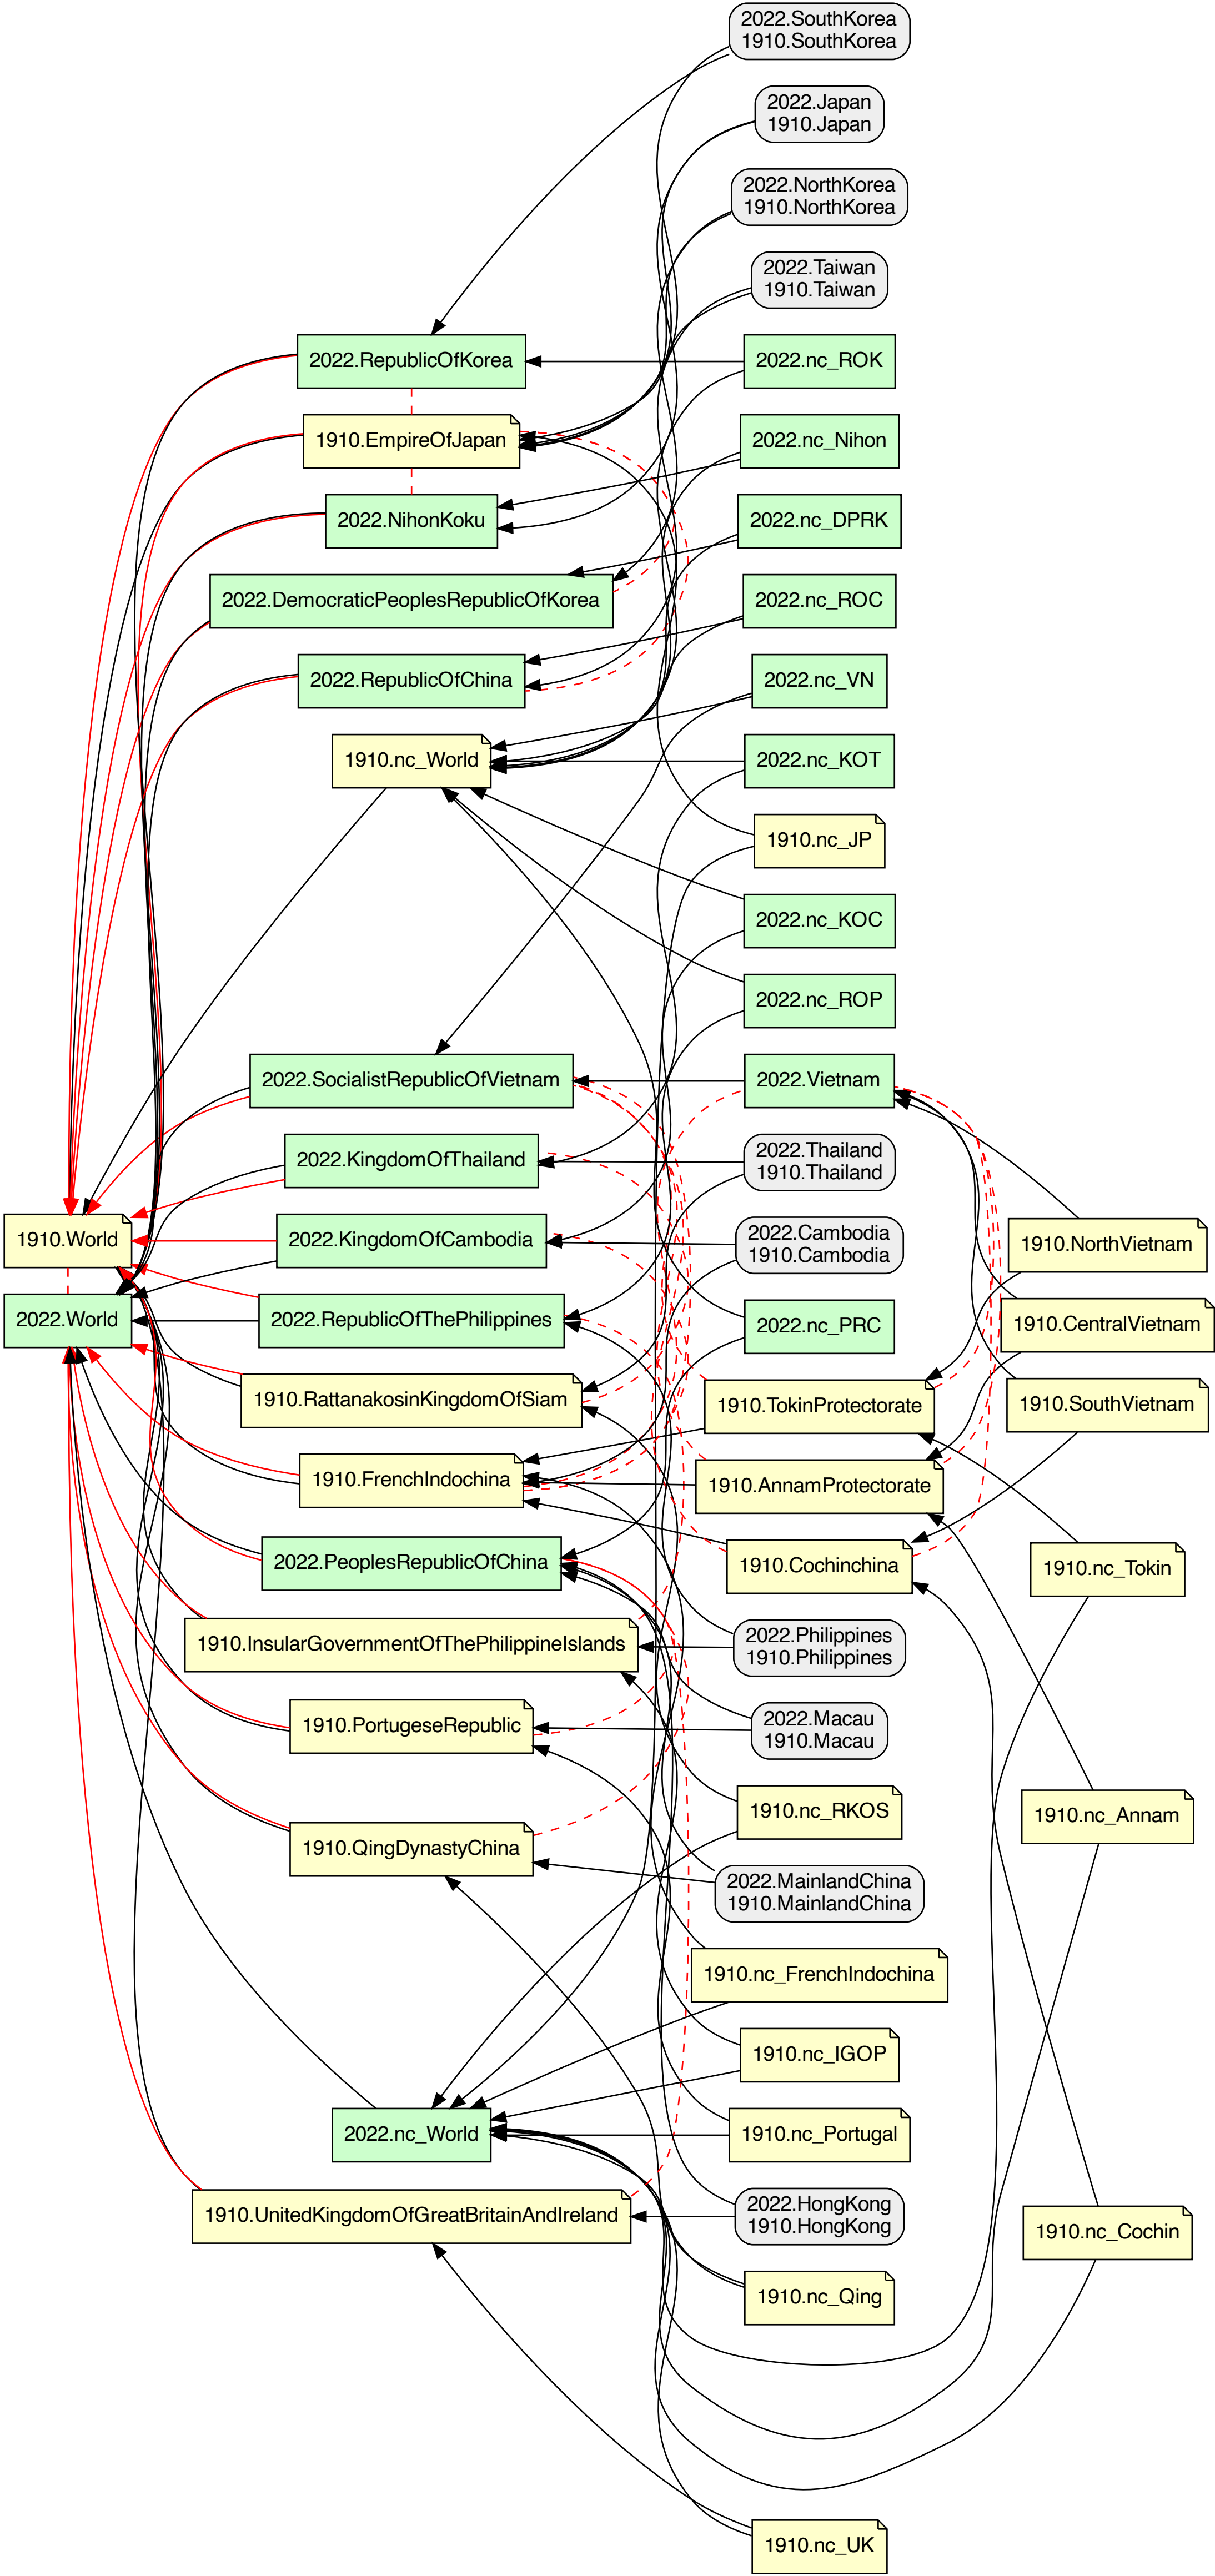 2022.SouthKorea
1910.SouthKorea
2022.Japan
1910.Japan
2022.NorthKorea
1910.NorthKorea
2022.Taiwan
1910.Taiwan
2022.RepublicOfKorea
2022.nc_ROK
1910.EmpireOfJapan
2022.nc_Nihon
2022.NihonKoku
2022.nc_DPRK
2022.DemocraticPeoplesRepublicOfKorea
2022.nc_ROC
2022.RepublicOfChina
2022.nc_VN
1910.nc_World
2022.nc_KOT
1910.nc_JP
2022.nc_KOC
2022.nc_ROP
2022.SocialistRepublicOfVietnam
2022.Vietnam
2022.KingdomOfThailand
2022.Thailand
1910.Thailand
1910.World
2022.KingdomOfCambodia
2022.Cambodia
1910.Cambodia
1910.NorthVietnam
2022.World
2022.RepublicOfThePhilippines
2022.nc_PRC
1910.CentralVietnam
1910.RattanakosinKingdomOfSiam
1910.TokinProtectorate
1910.SouthVietnam
1910.FrenchIndochina
1910.AnnamProtectorate
2022.PeoplesRepublicOfChina
1910.Cochinchina
1910.nc_Tokin
1910.InsularGovernmentOfThePhilippineIslands
2022.Philippines
1910.Philippines
1910.PortugeseRepublic
2022.Macau
1910.Macau
1910.nc_RKOS
1910.nc_Annam
1910.QingDynastyChina
2022.MainlandChina
1910.MainlandChina
1910.nc_FrenchIndochina
1910.nc_IGOP
2022.nc_World
1910.nc_Portugal
1910.UnitedKingdomOfGreatBritainAndIreland
2022.HongKong
1910.HongKong
1910.nc_Cochin
1910.nc_Qing
1910.nc_UK